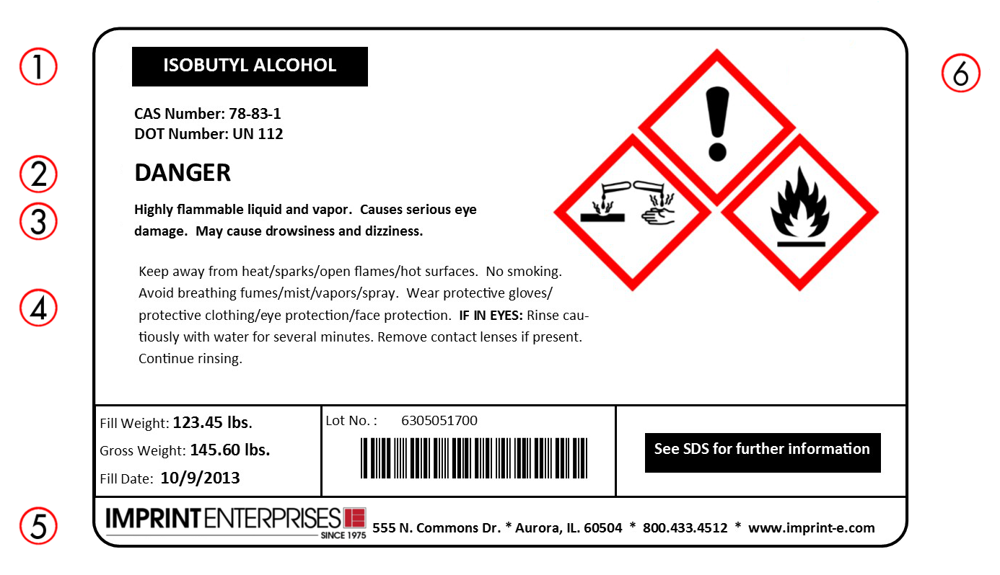 1
ISOBUTYL ALCOHOL
6
CAS Number: 78-83-1
DOT Number: UN 112
2
DANGER
3
Highly flammable liquid and vapor.  Causes serious eye
damage.  May cause drowsiness and dizziness.
4
Keep away from heat/sparks/open flames/hot surfaces.  No smoking.
Avoid breathing fumes/mist/vapors/spray.  Wear protective gloves/
protective clothing/eye protection/face protection.  IF IN EYES: Rinse cau-
tiously with water for several minutes. Remove contact lenses if present.
Continue rinsing.
Fill Weight: 123.45 lbs.
Gross Weight: 145.60 lbs.
Fill Date:  10/9/2013
Lot No. :      6305051700
See SDS for further information
5
IMPRINT ENTERPRISES
SINCE 1975
555 N. Commons Dr. * Aurora, IL. 60504  *  800.433.4512  *  www.imprint-e.com